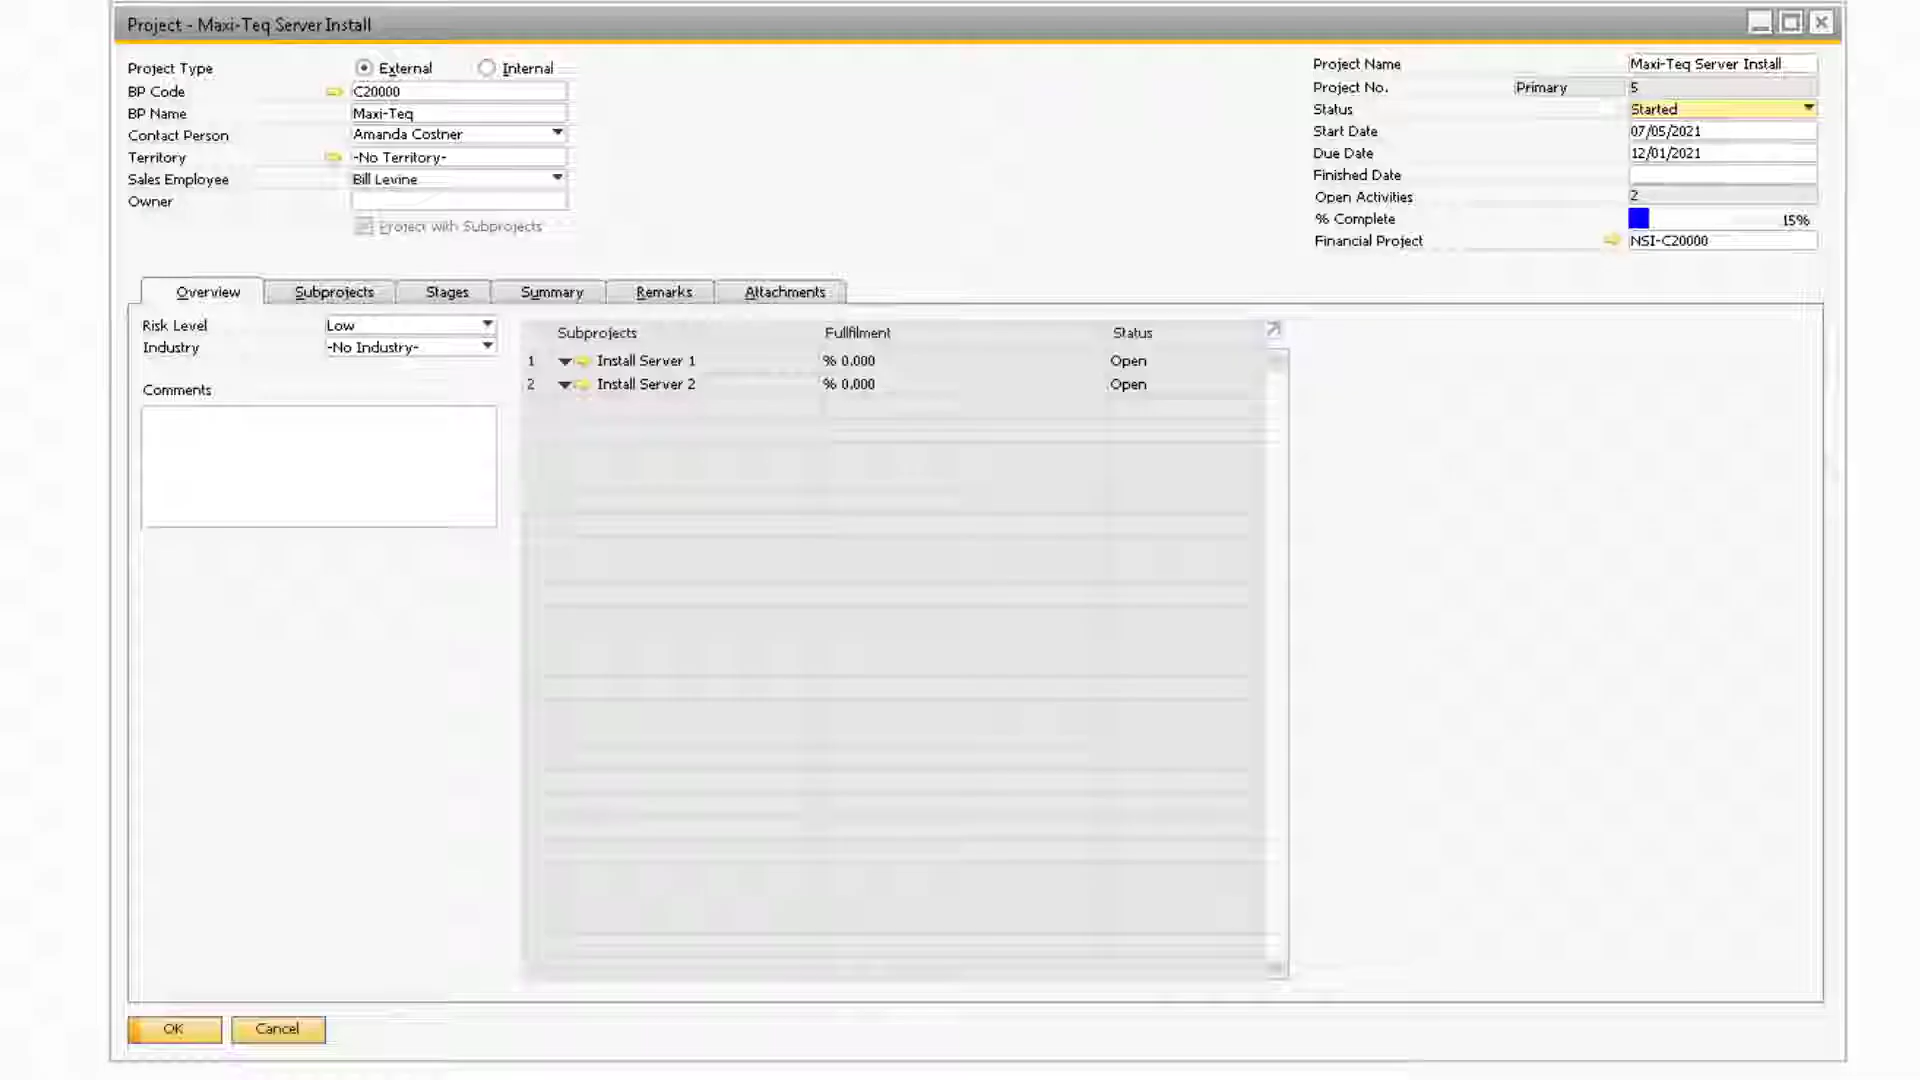 Project - Maxi-Teq Server Install
Project Type External Internal
BP Code C20000
BP Name Maxi-Teq
Contact Person Amanda Costner
Territory -No Territory-
Sales Employee Bill Levine
Owner
Project with Subprojects
Project Name Maxi-Teq Server Install
Project No. Primary 5
Status Started
Start Date 07/05/2021
Due Date 12/01/2021
Finished Date
Open Activities 2
% Complete 15%
Financial Project NSI-C20000
Overview Subprojects Stages Summary Remarks Attachments
Risk Level Low
Industry -No Industry-
Comments
Subprojects Fullfilment Status
1 Install Server 1 % 0.000 Open
2 Install Server 2 % 0.000 Open
OK Cancel